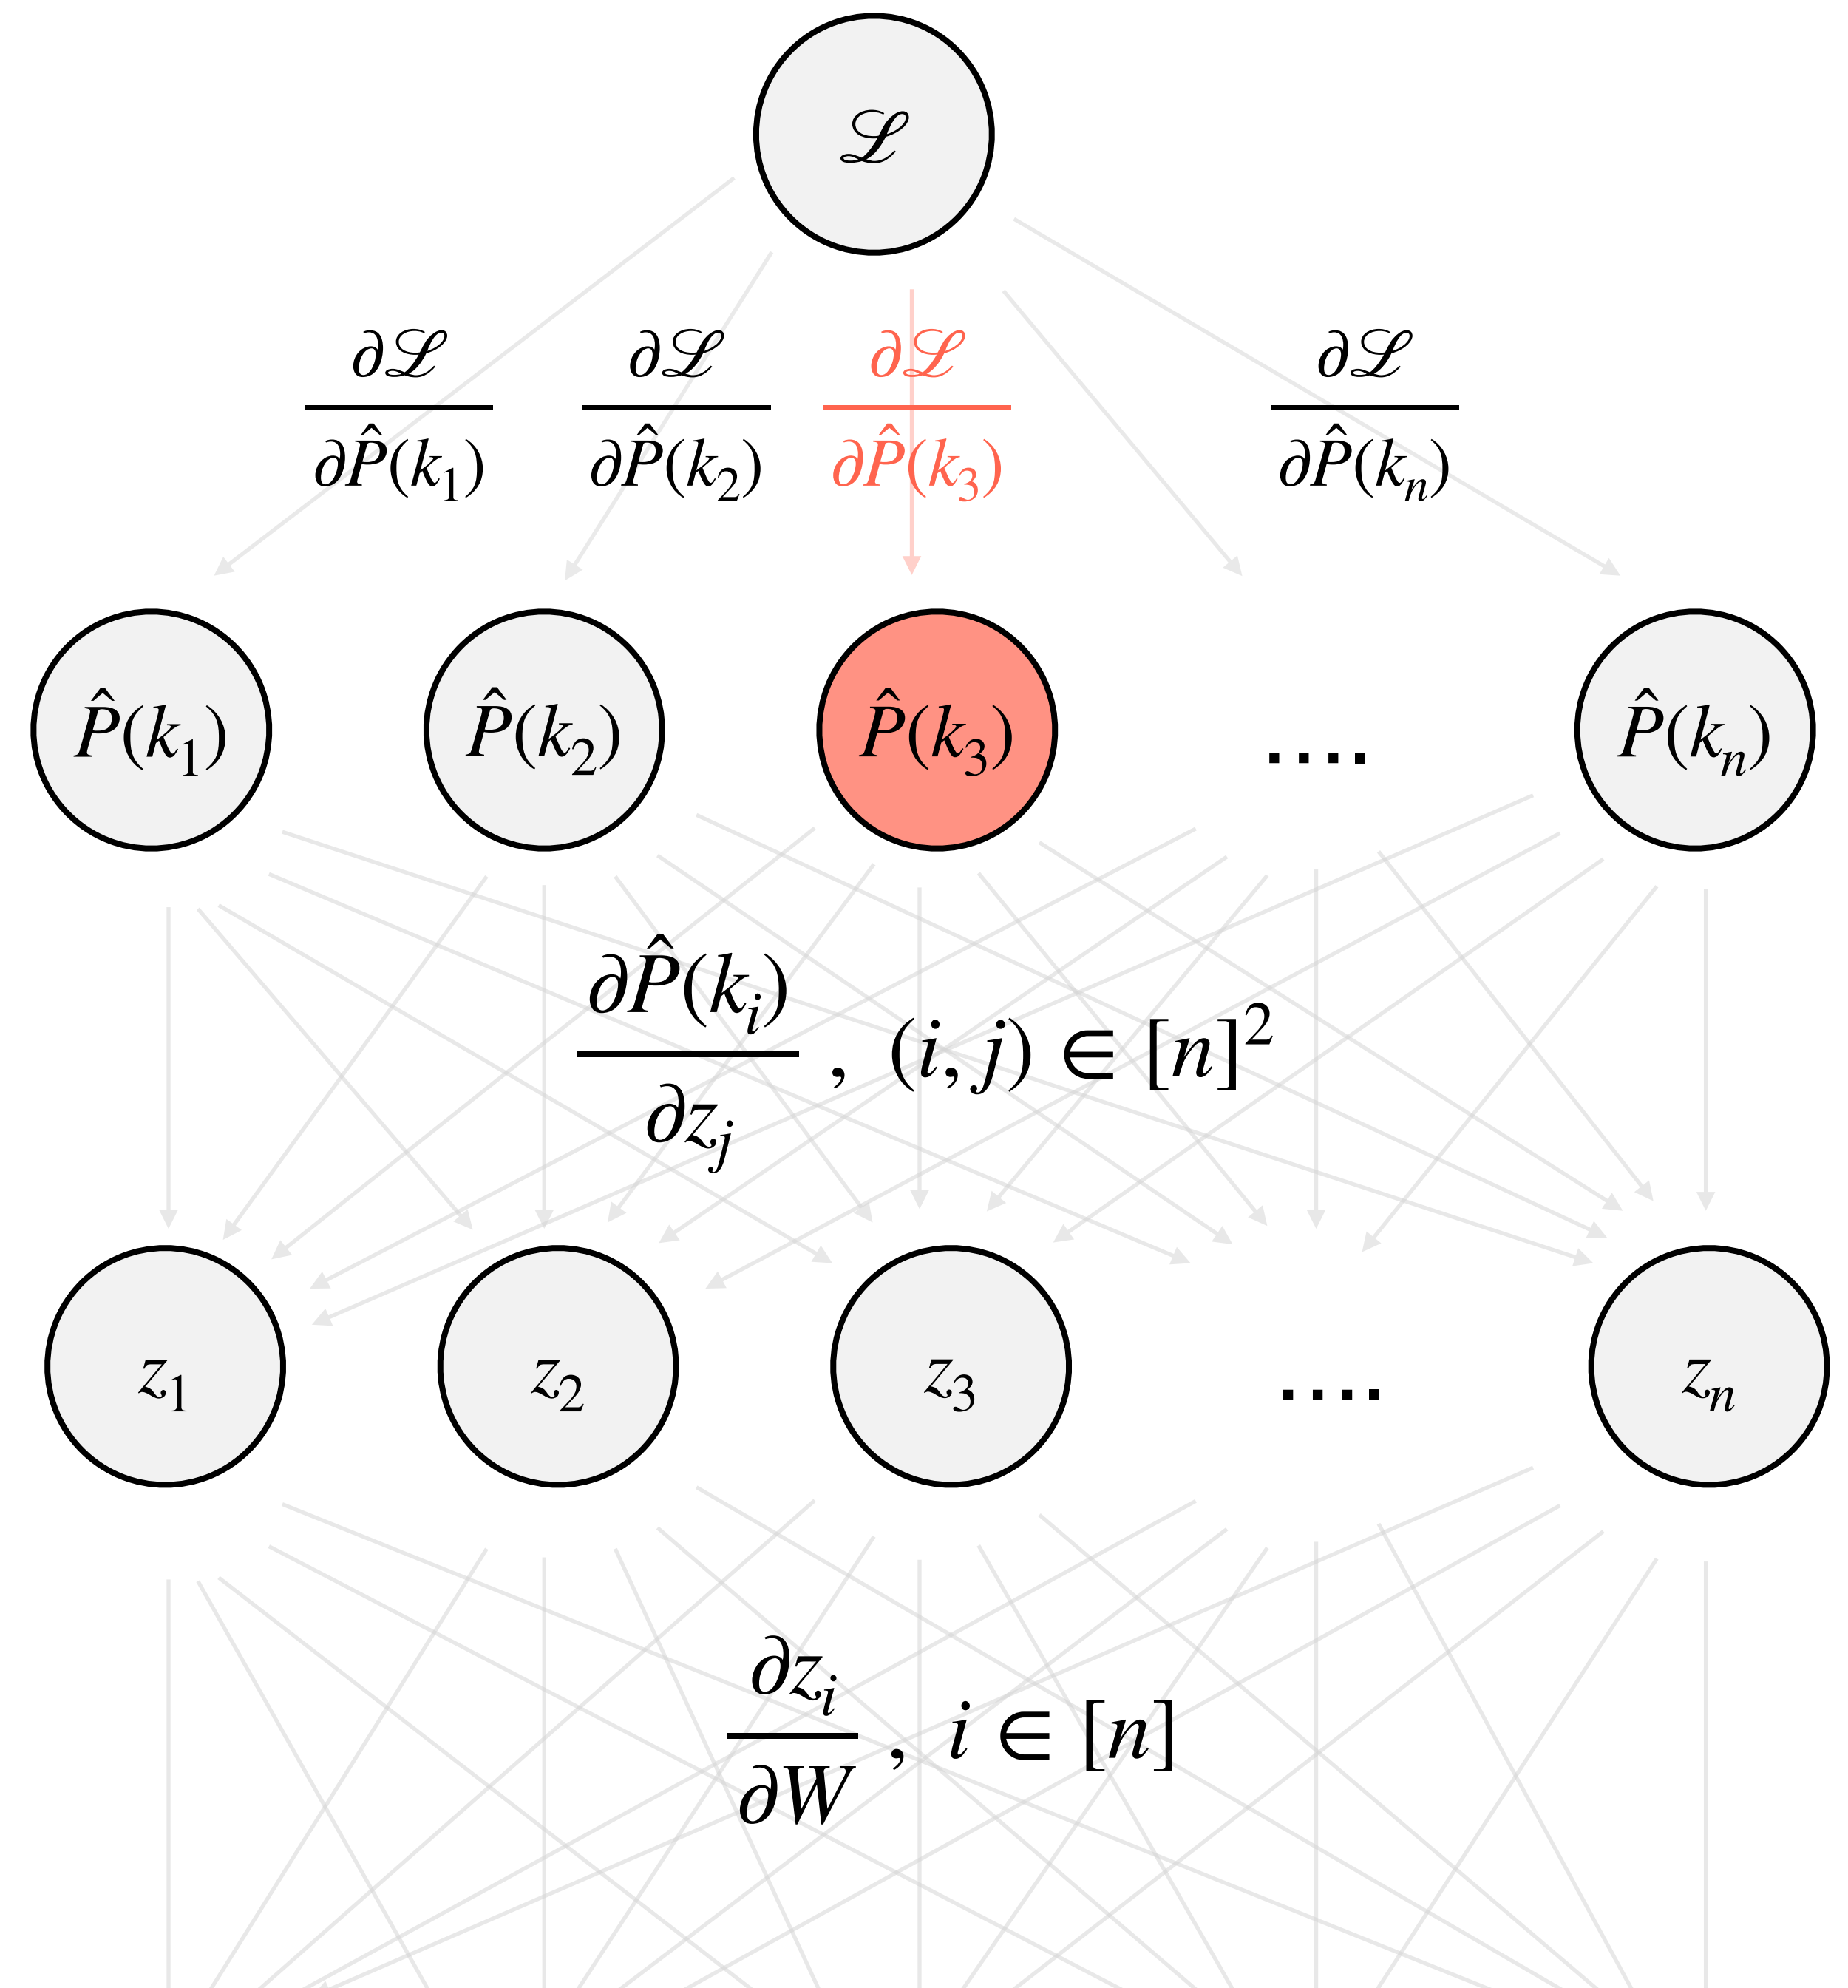 ℒ
∂ℒ/∂P̂(k₁) ∂ℒ/∂P̂(k₂) ∂ℒ/∂P̂(k₃) ∂ℒ/∂P̂(kₙ)
P̂(k₁) P̂(k₂) P̂(k₃) .... P̂(kₙ)
∂P̂(kᵢ)/∂zⱼ , (i, j) ∈ [n]²
z₁ z₂ z₃ .... zₙ
∂zᵢ/∂W , i ∈ [n]